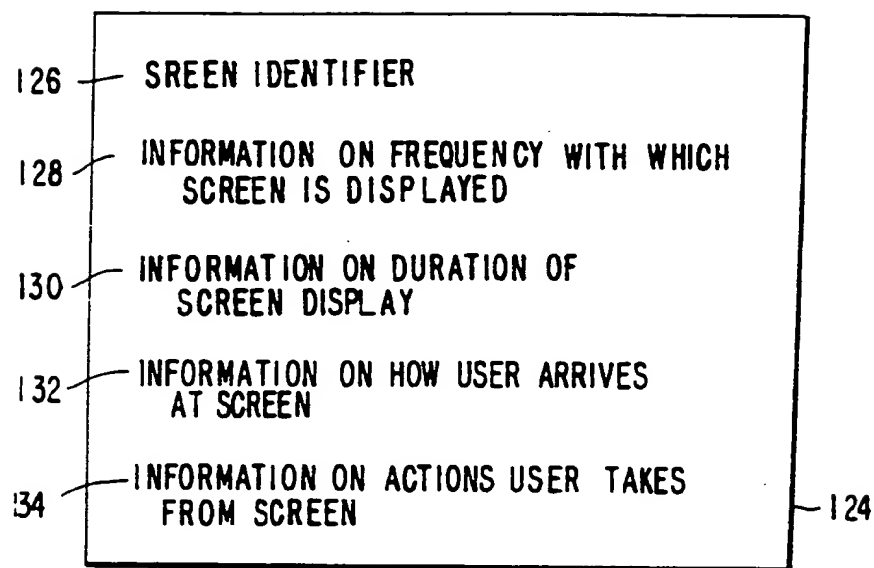 126 SREEN IDENTIFIER
128 INFORMATION ON FREQUENCY WITH WHICH
SCREEN IS DISPLAYED
130 INFORMATION ON DURATION OF
SCREEN DISPLAY
132 INFORMATION ON HOW USER ARRIVES
AT SCREEN
134 INFORMATION ON ACTIONS USER TAKES
FROM SCREEN
124